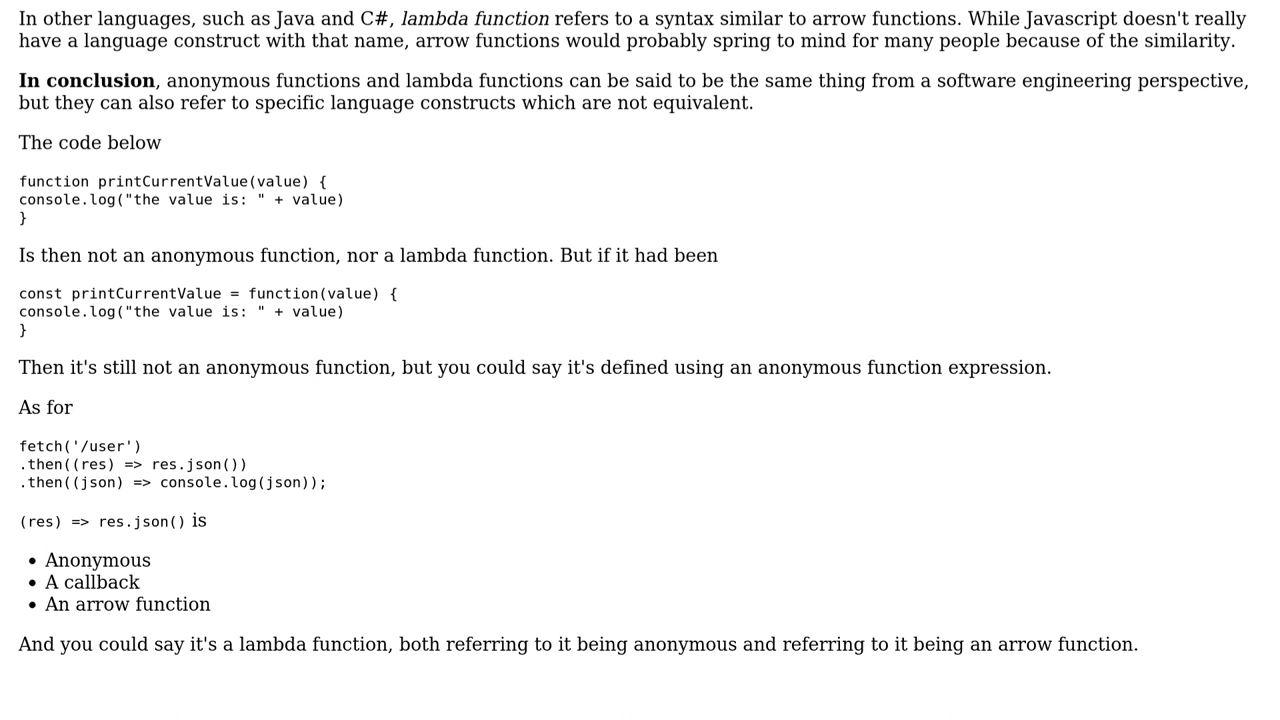 In other languages, such as Java and C#, lambda function refers to a syntax similar to arrow functions. While Javascript doesn't really
have a language construct with that name, arrow functions would probably spring to mind for many people because of the similarity.
In conclusion, anonymous functions and lambda functions can be said to be the same thing from a software engineering perspective,
but they can also refer to specific language constructs which are not equivalent.
The code below
function printCurrentValue(value) {
console.log("the value is: " + value)
}
Is then not an anonymous function, nor a lambda function. But if it had been
const printCurrentValue = function(value) {
console.log("the value is: " + value)
}
Then it's still not an anonymous function, but you could say it's defined using an anonymous function expression.
As for
fetch('/user')
.then((res) => res.json())
.then((json) => console.log(json));
(res) => res.json() is
• Anonymous
• A callback
• An arrow function
And you could say it's a lambda function, both referring to it being anonymous and referring to it being an arrow function.